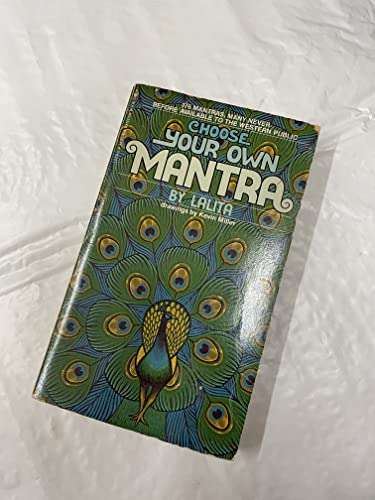 375 MANTRAS, MANY NEVER
BEFORE AVAILABLE TO THE WESTERN PUBLIC
CHOOSE
YOUR OWN
MANTRA
BY LALITA
drawings by Kevin Miller